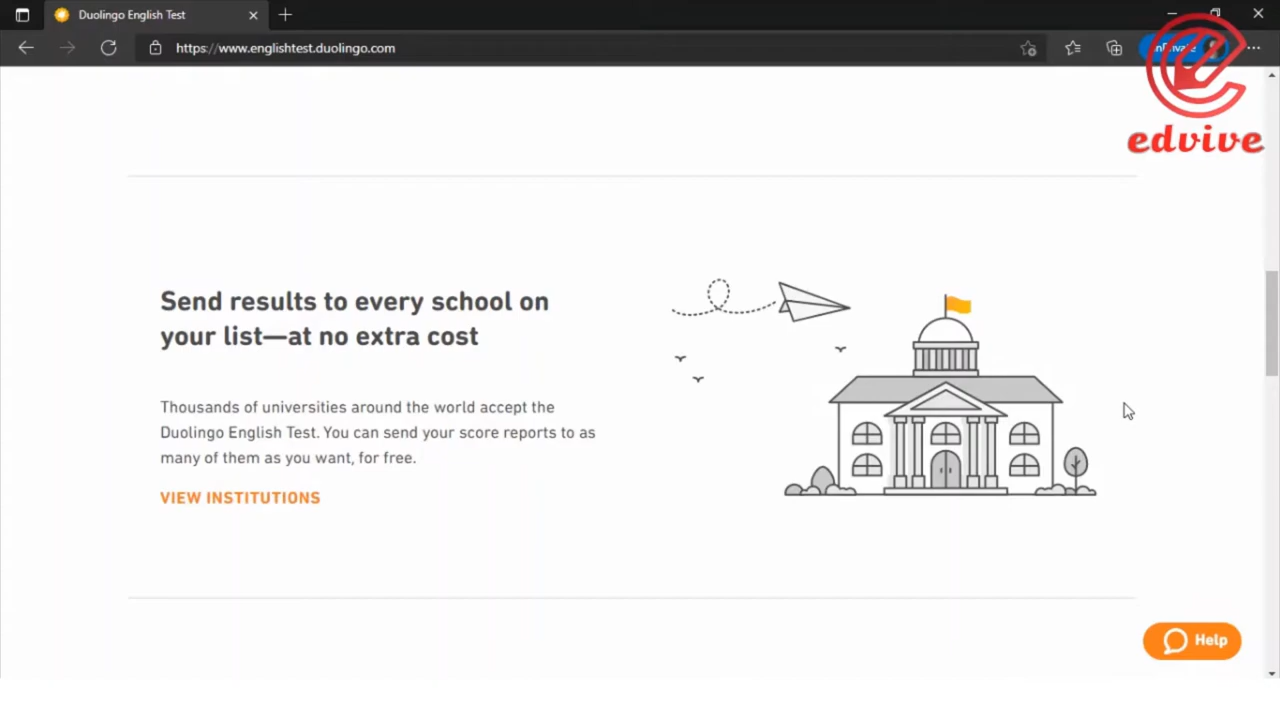 Duolingo English Test
https://www.englishtest.duolingo.com
edvive
Send results to every school on
your list—at no extra cost
Thousands of universities around the world accept the
Duolingo English Test. You can send your score reports to as
many of them as you want, for free.
VIEW INSTITUTIONS
Help